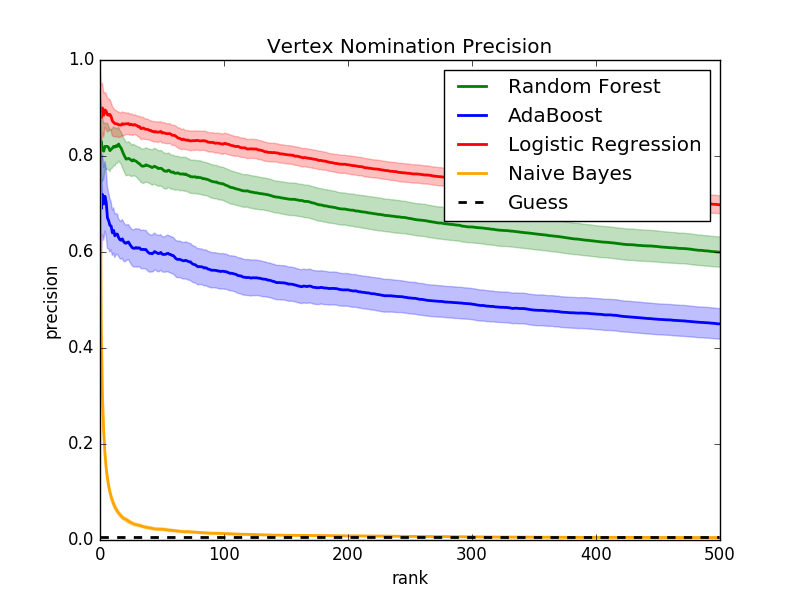 Vertex Nomination Precision
1.0
0.8
0.6
0.4
0.2
0.0
precision
Random Forest
AdaBoost
Logistic Regression
Naive Bayes
Guess
0
100
200
300
400
500
rank